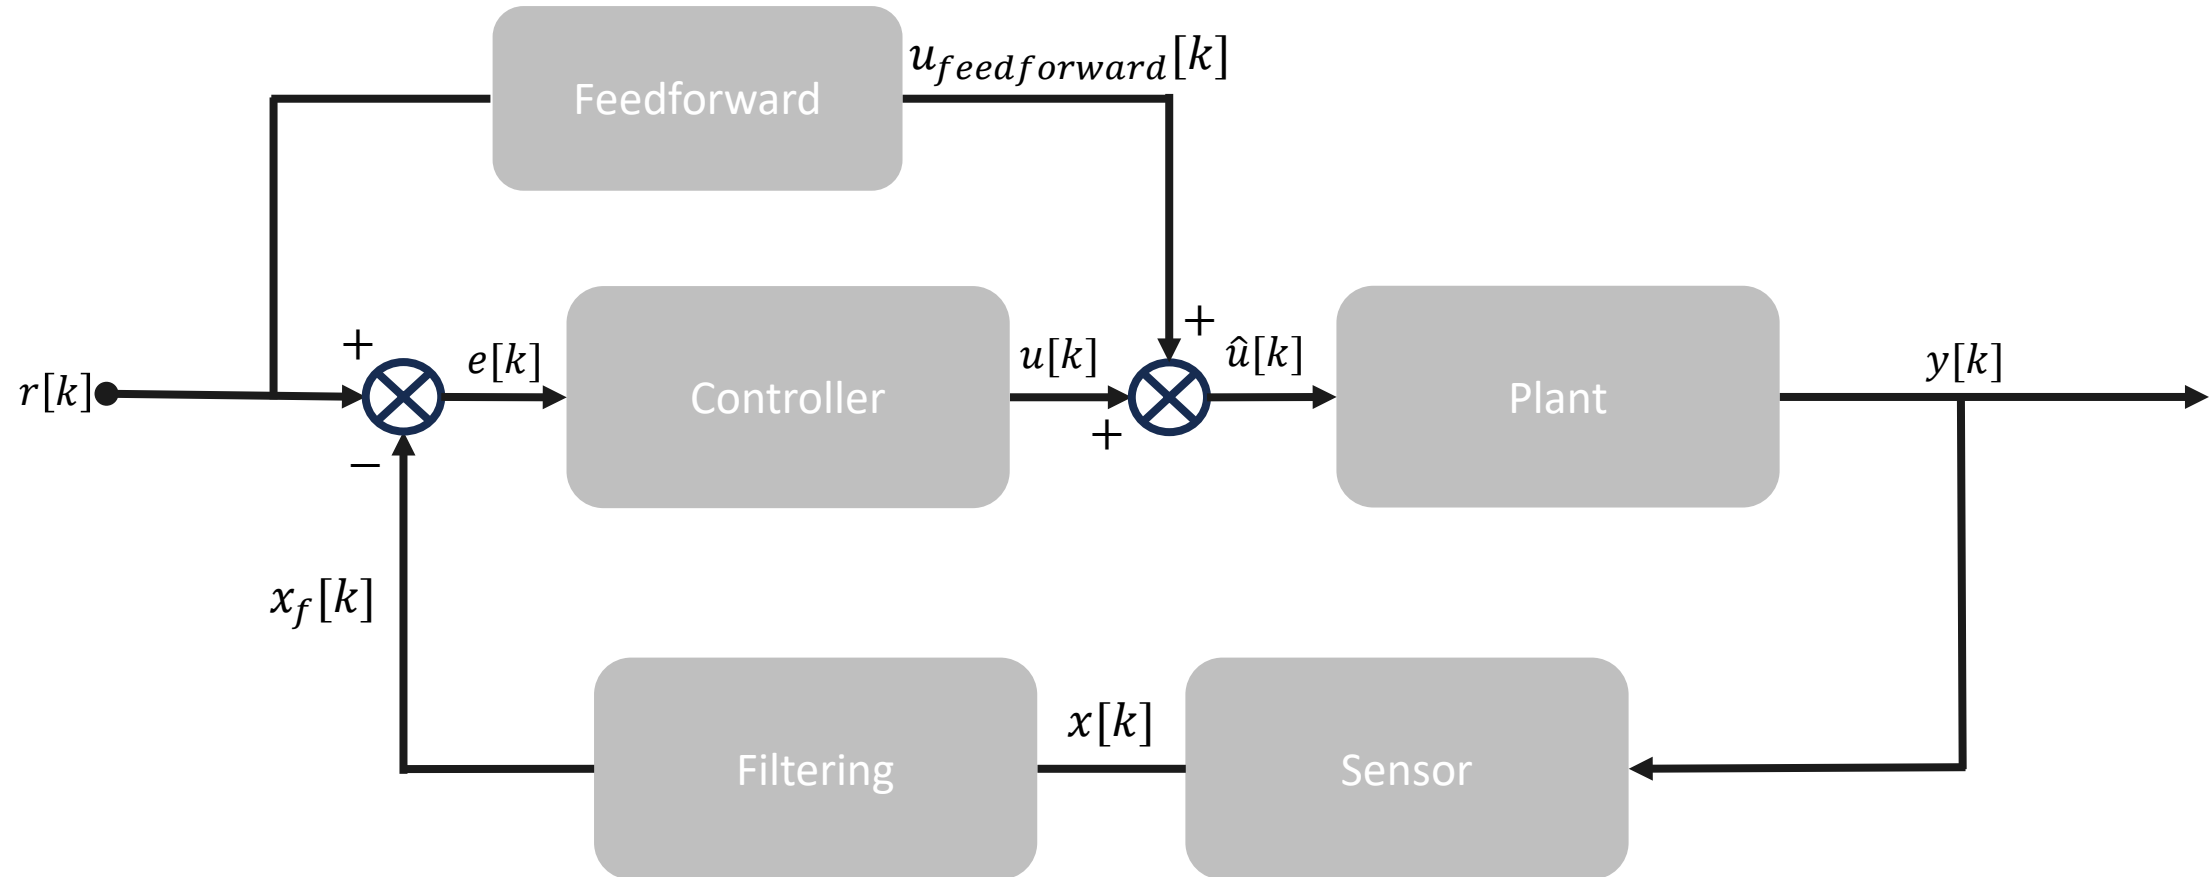 u_{feedforward}[k]
Feedforward
+
+
r[k]
e[k]
Controller
u[k]
û[k]
Plant
y[k]
−
+
x_f[k]
x[k]
Filtering
Sensor